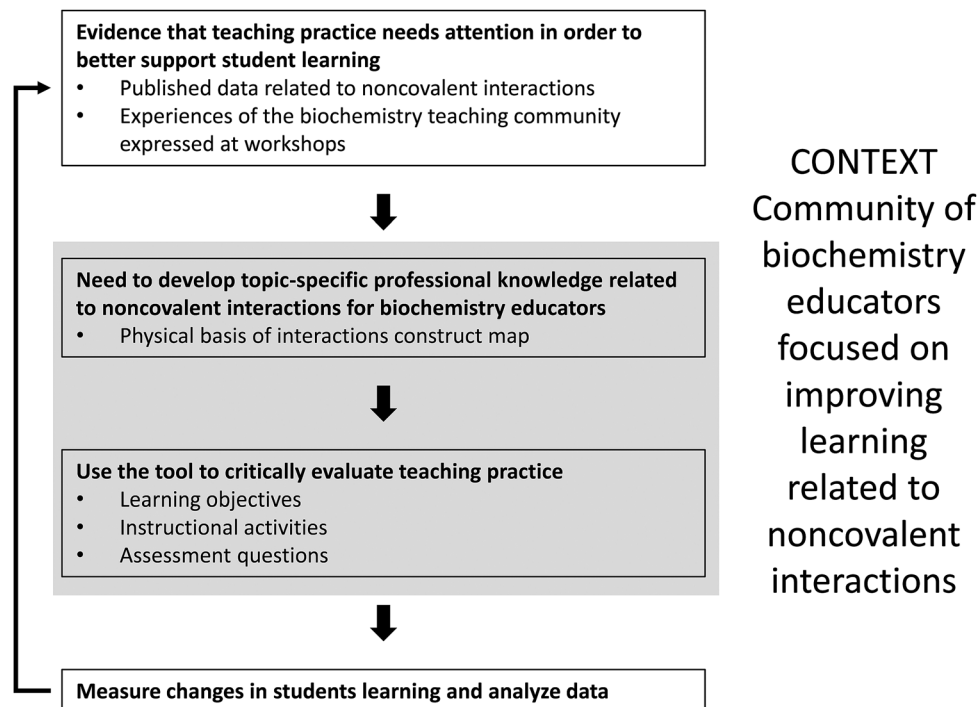 Evidence that teaching practice needs attention in order to
better support student learning
• Published data related to noncovalent interactions
• Experiences of the biochemistry teaching community
expressed at workshops
Need to develop topic-specific professional knowledge related
to noncovalent interactions for biochemistry educators
• Physical basis of interactions construct map
Use the tool to critically evaluate teaching practice
• Learning objectives
• Instructional activities
• Assessment questions
Measure changes in students learning and analyze data
CONTEXT
Community of
biochemistry
educators
focused on
improving
learning
related to
noncovalent
interactions